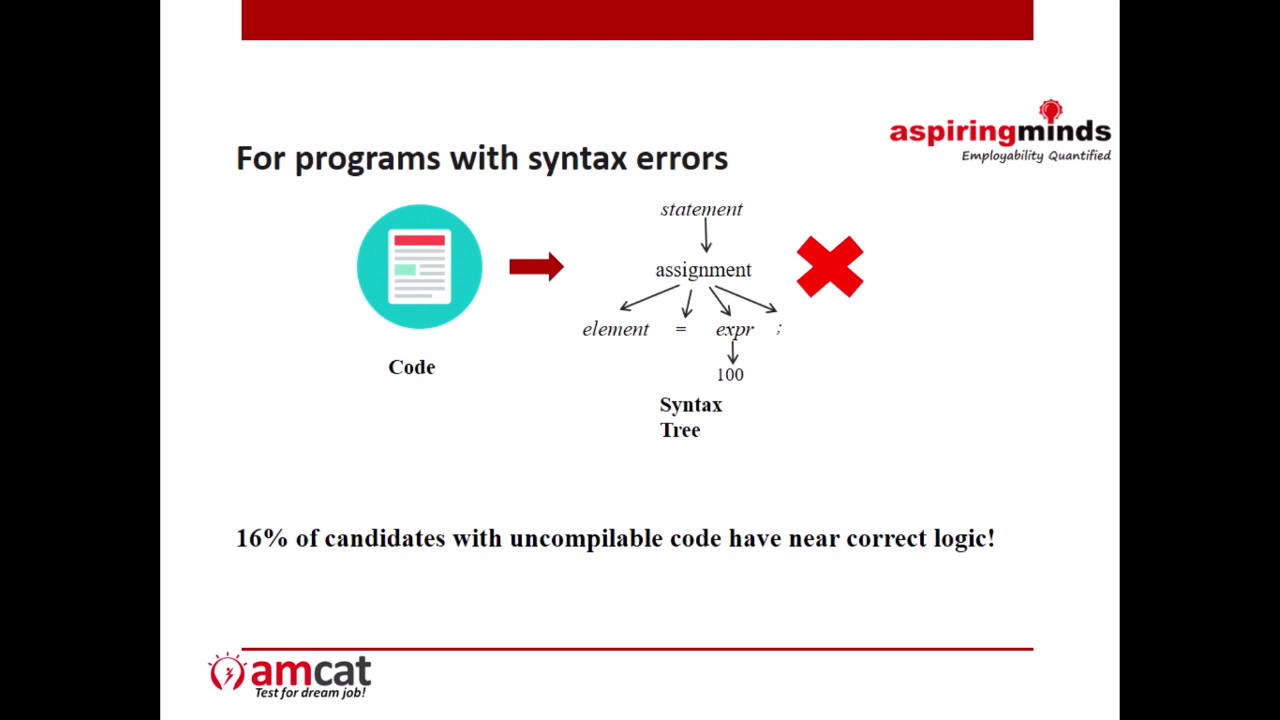 aspiringminds
Employability Quantified
For programs with syntax errors
statement
assignment
element = expr ;
100
Code
Syntax
Tree
16% of candidates with uncompilable code have near correct logic!
amcat
Test for dream job!